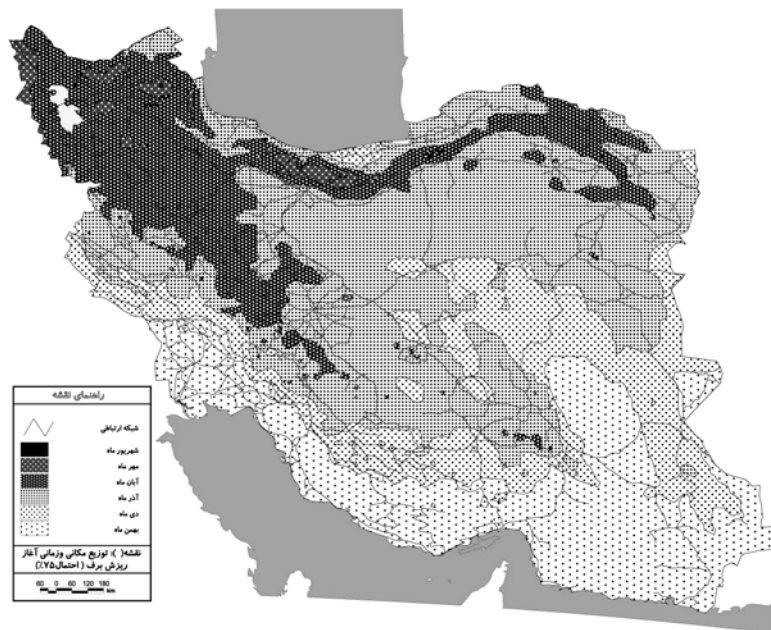 راهنمای نقشه
شبکه ارتباطی
شهریور ماه
مهر ماه
آبان ماه
آذر ماه
دی ماه
بهمن ماه
نقشه( ): توزیع مکانی وزمانی آغاز
ریزش برف ( احتمال۷۵٪)
60 0 60 120 180
km